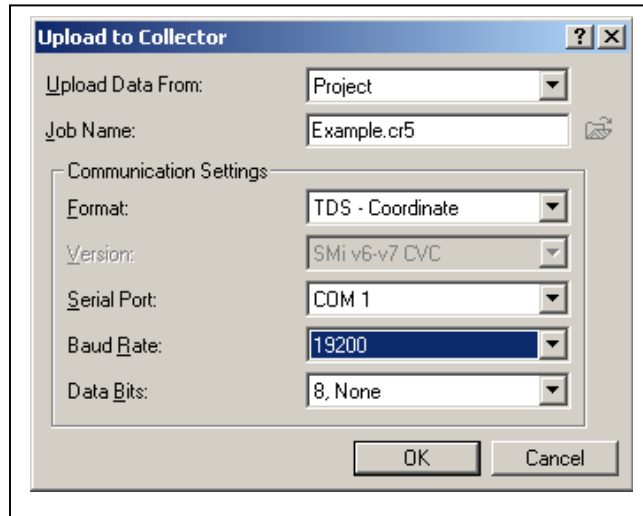 Upload to Collector
Upload Data From: Project
Job Name: Example.cr5
Communication Settings
Format: TDS - Coordinate
Version: SMi v6-v7 CVC
Serial Port: COM 1
Baud Rate: 19200
Data Bits: 8, None
OK Cancel